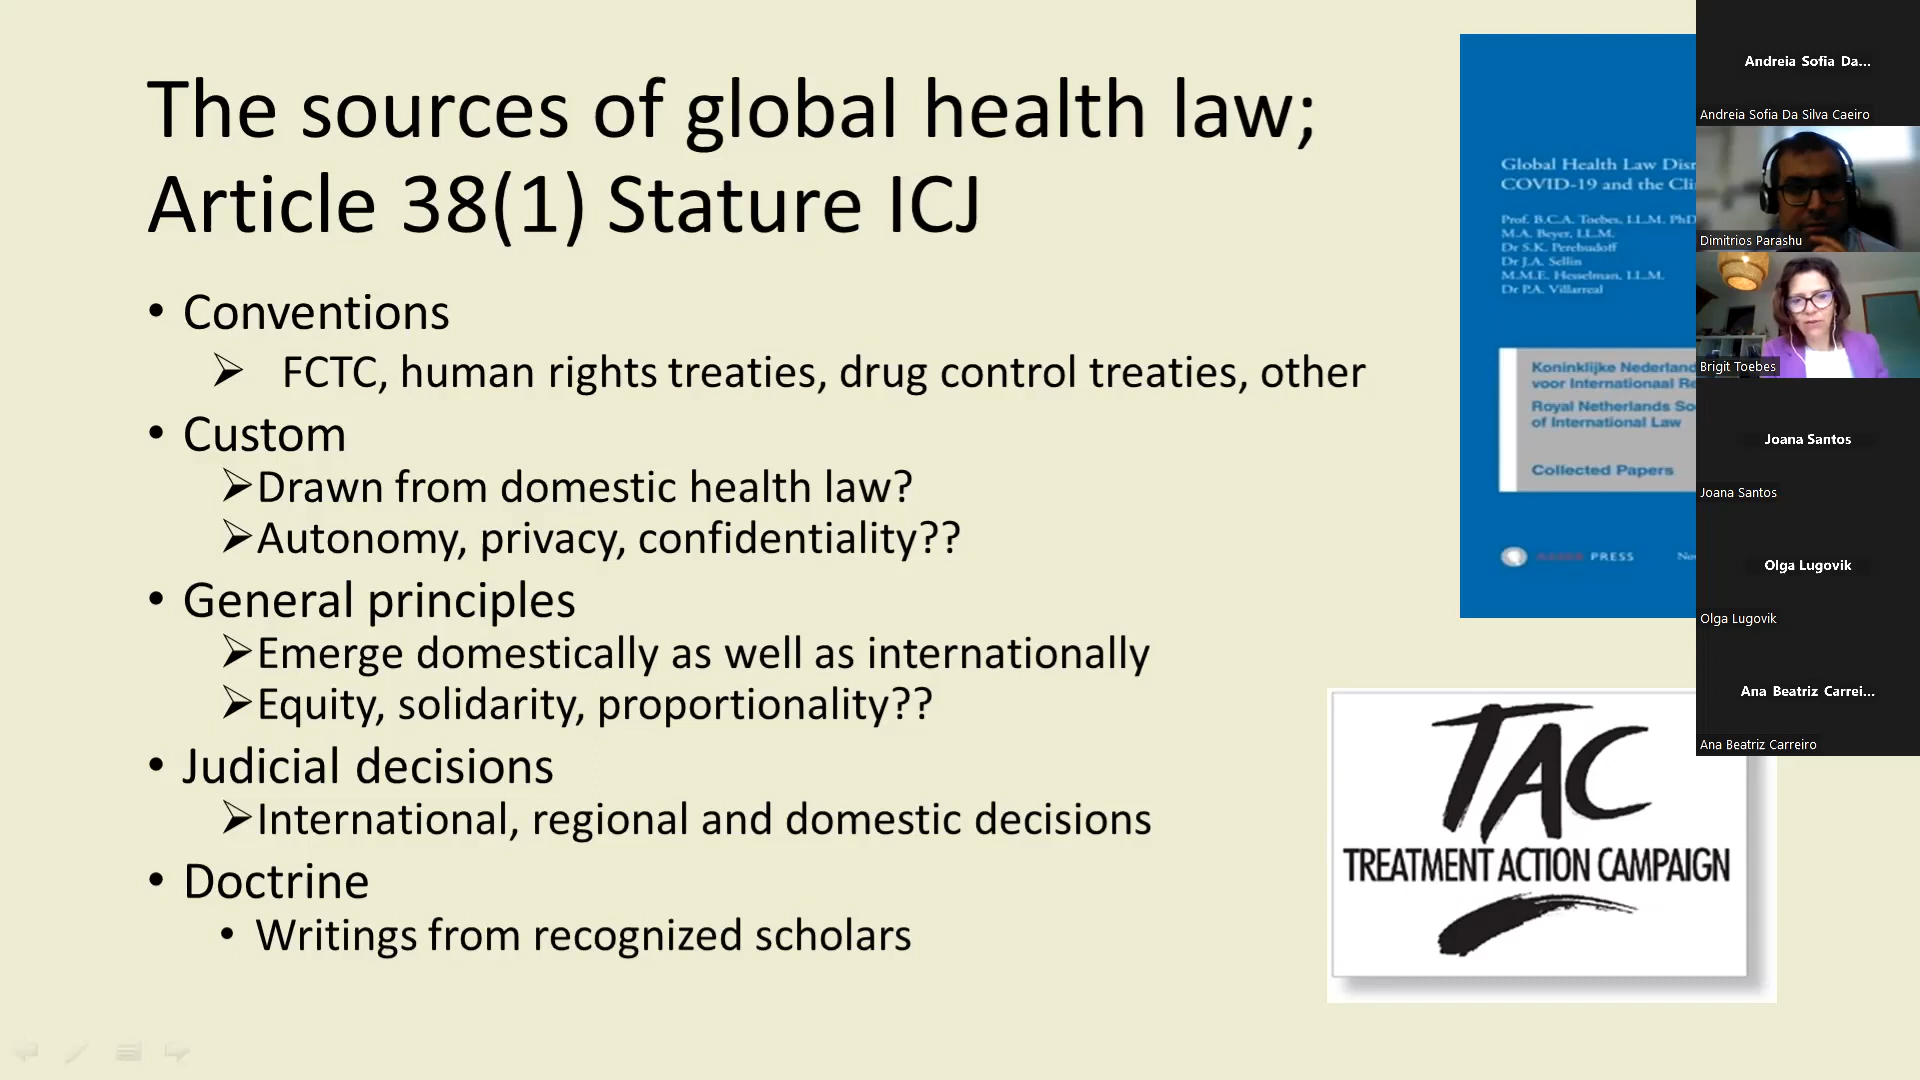 The sources of global health law;
Article 38(1) Stature ICJ
• Conventions
➢ FCTC, human rights treaties, drug control treaties, other
• Custom
➢Drawn from domestic health law?
➢Autonomy, privacy, confidentiality??
• General principles
➢Emerge domestically as well as internationally
➢Equity, solidarity, proportionality??
• Judicial decisions
➢International, regional and domestic decisions
• Doctrine
• Writings from recognized scholars
Global Health Law Disr
COVID-19 and the Cli
Prof. B.C.A. Toebes, LL.M. PhD
M.A. Beyer, LL.M.
Dr S.K. Perehudoff
Dr J.A. Sellin
M.M.E. Hesselman, LL.M.
Dr P.A. Villarreal
Koninklijke Nederland
voor Internationaal Re
Royal Netherlands So
of International Law
Collected Papers
PRESS
No
TAC
TREATMENT ACTION CAMPAIGN
Andreia Sofia Da...
Andreia Sofia Da Silva Caeiro
Dimitrios Parashu
Brigit Toebes
Joana Santos
Joana Santos
Olga Lugovik
Olga Lugovik
Ana Beatriz Carrei...
Ana Beatriz Carreiro